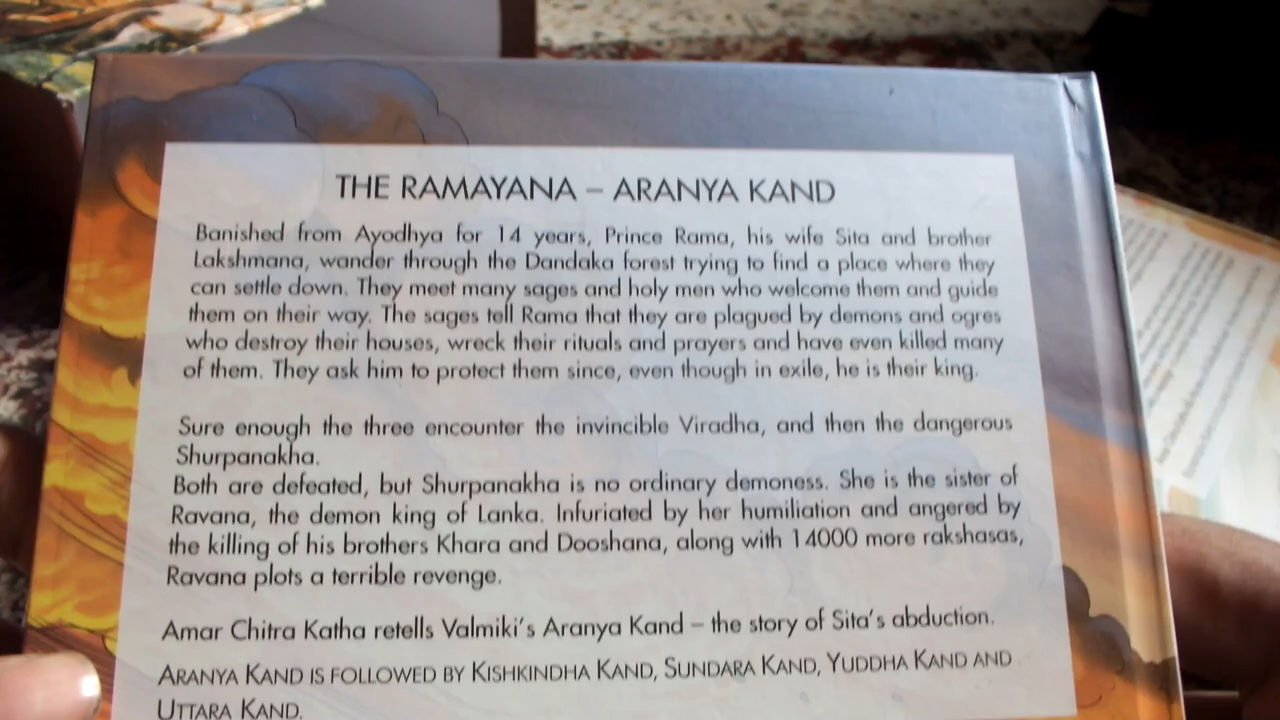 THE RAMAYANA – ARANYA KAND
Banished from Ayodhya for 14 years, Prince Rama, his wife Sita and brother
Lakshmana, wander through the Dandaka forest trying to find a place where they
can settle down. They meet many sages and holy men who welcome them and guide
them on their way. The sages tell Rama that they are plagued by demons and ogres
who destroy their houses, wreck their rituals and prayers and have even killed many
of them. They ask him to protect them since, even though in exile, he is their king.
Sure enough the three encounter the invincible Viradha, and then the dangerous
Shurpanakha.
Both are defeated, but Shurpanakha is no ordinary demoness. She is the sister of
Ravana, the demon king of Lanka. Infuriated by her humiliation and angered by
the killing of his brothers Khara and Dooshana, along with 14000 more rakshasas,
Ravana plots a terrible revenge.
Amar Chitra Katha retells Valmiki's Aranya Kand – the story of Sita's abduction.
ARANYA KAND IS FOLLOWED BY KISHKINDHA KAND, SUNDARA KAND, YUDDHA KAND AND
UTTARA KAND.